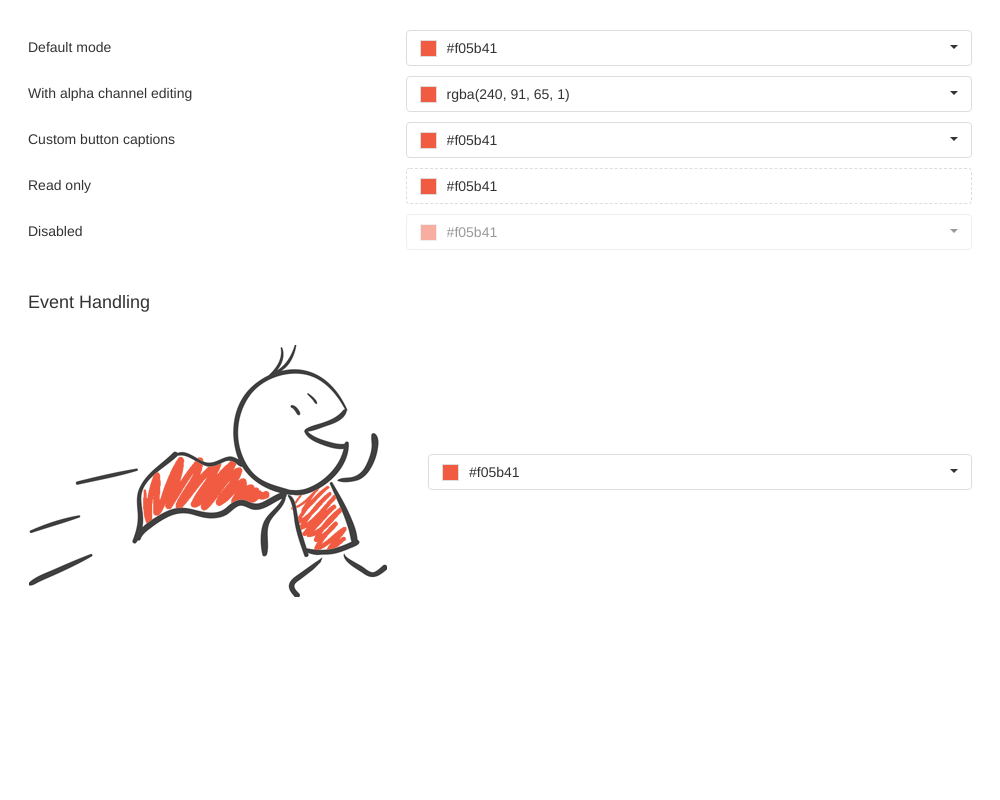 Default mode
#f05b41
With alpha channel editing
rgba(240, 91, 65, 1)
Custom button captions
#f05b41
Read only
#f05b41
Disabled
#f05b41
Event Handling
#f05b41